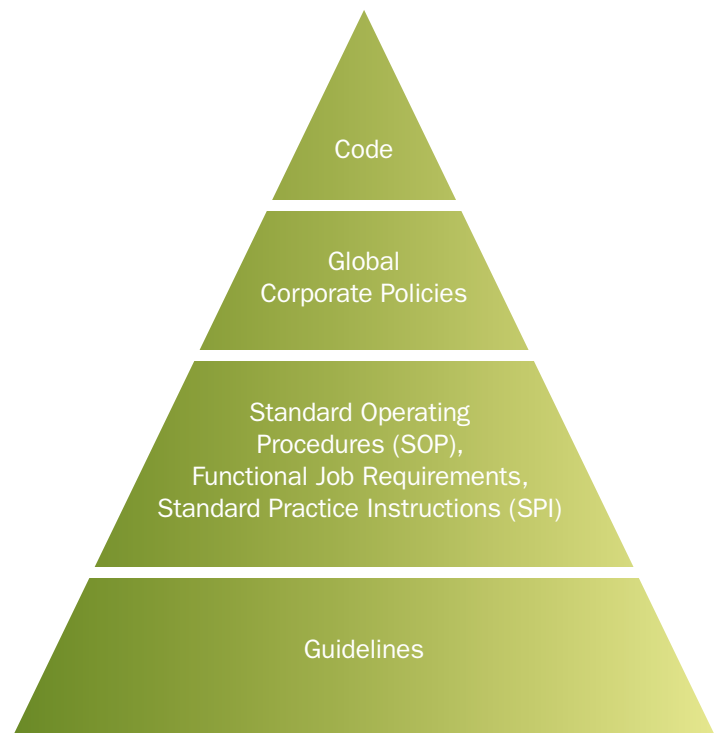 Code
Global
Corporate Policies
Standard Operating
Procedures (SOP),
Functional Job Requirements,
Standard Practice Instructions (SPI)
Guidelines